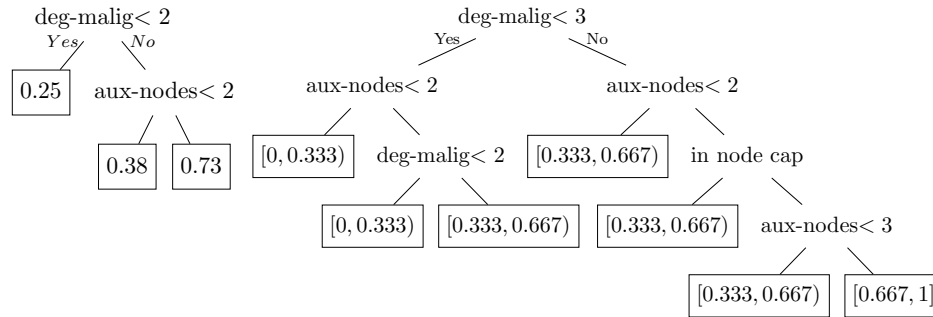 deg-malig< 2
Yes No
0.25
aux-nodes< 2
0.38
0.73
deg-malig< 3
Yes No
aux-nodes< 2
aux-nodes< 2
[0, 0.333)
deg-malig< 2
[0.333, 0.667)
in node cap
[0, 0.333)
[0.333, 0.667)
[0.333, 0.667)
aux-nodes< 3
[0.333, 0.667)
[0.667, 1]